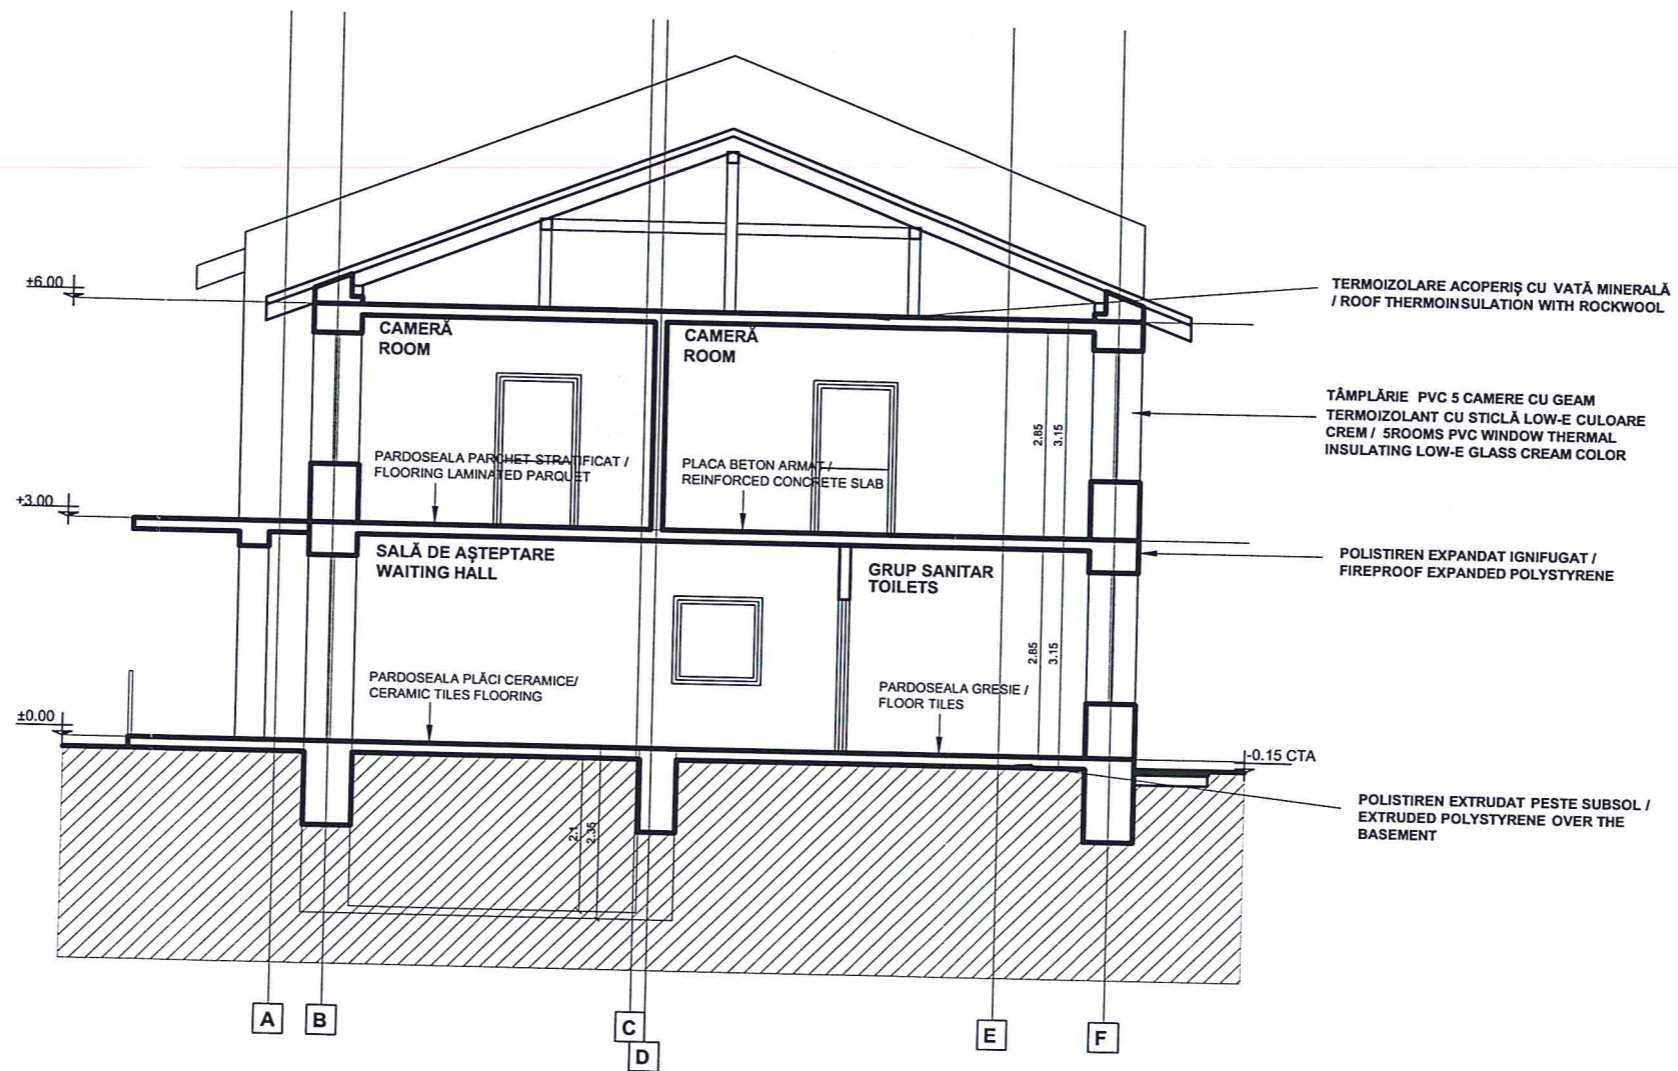 ±6.00
TERMOIZOLARE ACOPERIȘ CU VATĂ MINERALĂ
/ ROOF THERMOINSULATION WITH ROCKWOOL
CAMERĂ
ROOM
CAMERĂ
ROOM
TÂMPLĂRIE PVC 5 CAMERE CU GEAM
TERMOIZOLANT CU STICLĂ LOW-E CULOARE
CREM / 5ROOMS PVC WINDOW THERMAL
INSULATING LOW-E GLASS CREAM COLOR
2.85
3.15
PARDOSEALA PARCHET STRATIFICAT /
FLOORING LAMINATED PARQUET
PLACA BETON ARMAT /
REINFORCED CONCRETE SLAB
+3.00
SALĂ DE AȘTEPTARE
WAITING HALL
GRUP SANITAR
TOILETS
POLISTIREN EXPANDAT IGNIFUGAT /
FIREPROOF EXPANDED POLYSTYRENE
2.85
3.15
PARDOSEALA PLĂCI CERAMICE/
CERAMIC TILES FLOORING
PARDOSEALA GRESIE /
FLOOR TILES
±0.00
-0.15 CTA
POLISTIREN EXTRUDAT PESTE SUBSOL /
EXTRUDED POLYSTYRENE OVER THE
BASEMENT
2.1
2.35
A
B
C
D
E
F